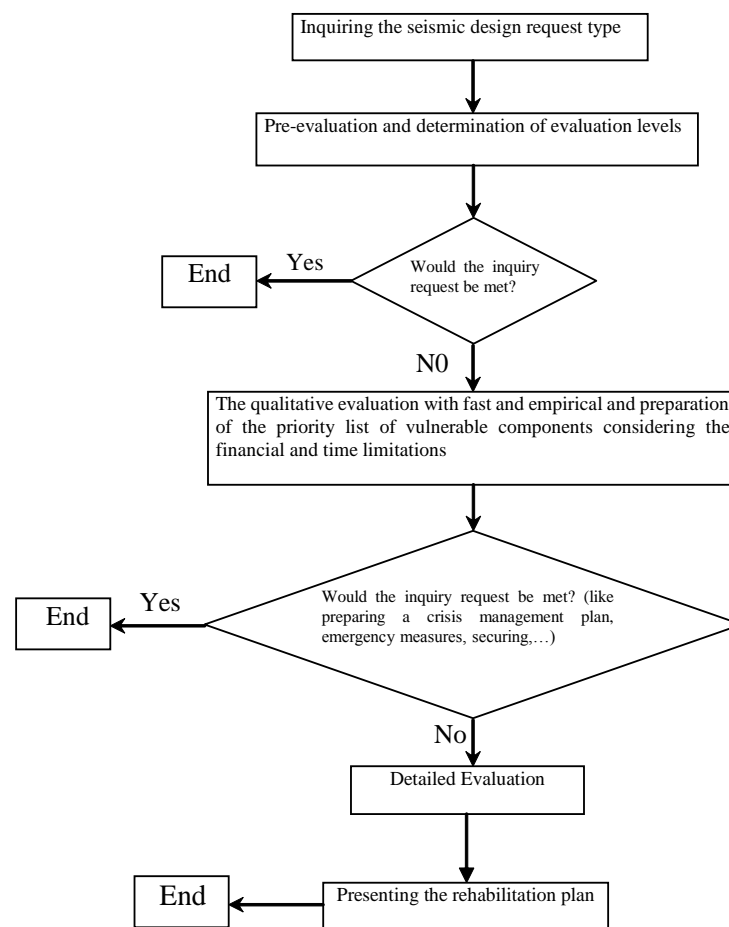 Inquiring the seismic design request type
Pre-evaluation and determination of evaluation levels
Would the inquiry
request be met?
Yes
End
N0
The qualitative evaluation with fast and empirical and preparation
of the priority list of vulnerable components considering the
financial and time limitations
Would the inquiry request be met? (like
preparing a crisis management plan,
emergency measures, securing,…)
Yes
End
No
Detailed Evaluation
Presenting the rehabilitation plan
End